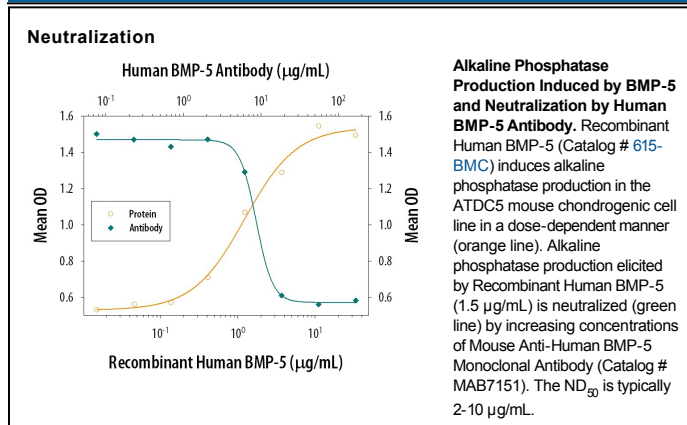 Neutralization
Human BMP-5 Antibody (µg/mL)
10⁻¹ 10⁰ 10¹ 10²
1.6 1.6
1.4 1.4
1.2 1.2
1.0 1.0
0.8 0.8
0.6 0.6
Mean OD
Mean OD
Protein
Antibody
10⁻¹ 10⁰ 10¹
Recombinant Human BMP-5 (µg/mL)
Alkaline Phosphatase
Production Induced by BMP-5
and Neutralization by Human
BMP-5 Antibody. Recombinant
Human BMP-5 (Catalog # 615-
BMC) induces alkaline
phosphatase production in the
ATDC5 mouse chondrogenic cell
line in a dose-dependent manner
(orange line). Alkaline
phosphatase production elicited
by Recombinant Human BMP-5
(1.5 µg/mL) is neutralized (green
line) by increasing concentrations
of Mouse Anti-Human BMP-5
Monoclonal Antibody (Catalog #
MAB7151). The ND₅₀ is typically
2-10 µg/mL.